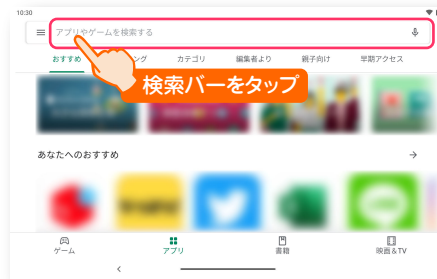 10:30
アプリやゲームを検索する
おすすめ
ング
カテゴリ
編集者より
親子向け
早期アクセス
検索バーをタップ
あなたへのおすすめ
ゲーム
アプリ
書籍
映画&TV